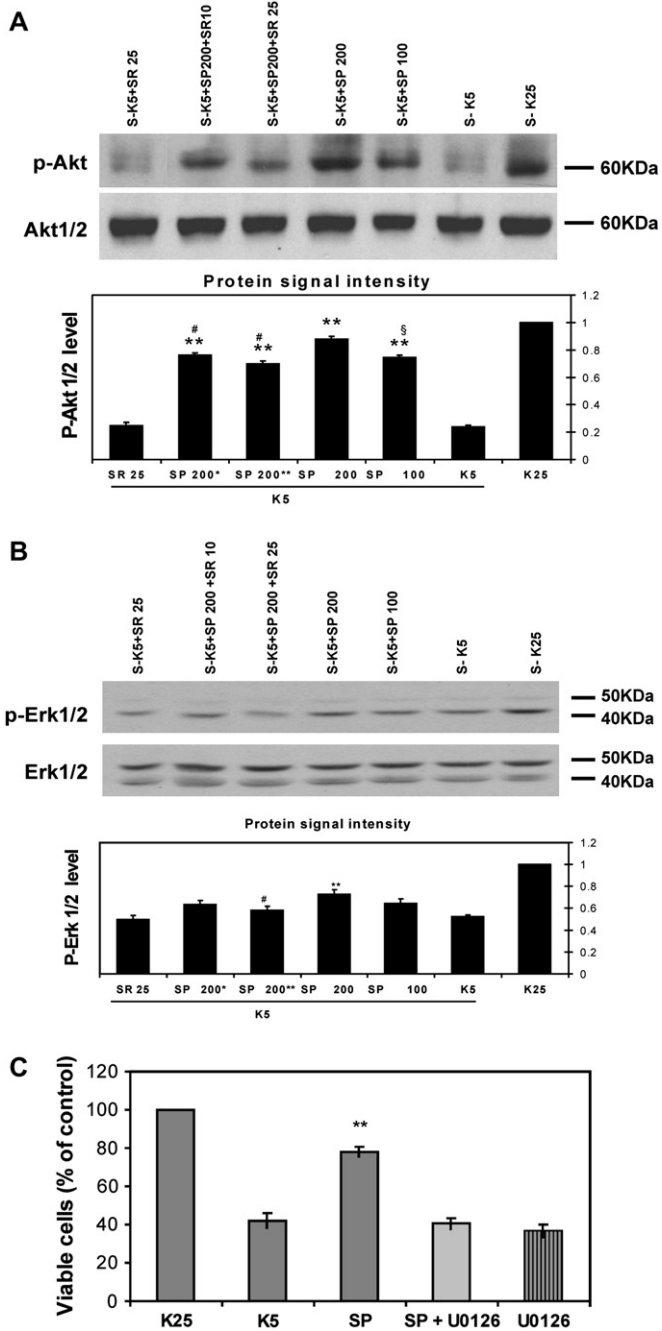 A
S-K5+SR 25
S-K5+SP200+SR10
S-K5+SP200+SR 25
S-K5+SP 200
S-K5+SP 100
S- K5
S- K25
p-Akt
60KDa
Akt1/2
60KDa
Protein signal intensity
P-Akt 1/2 level
1.2
1
0.8
0.6
0.4
0.2
0
# ** # ** ** § **
SR 25 SP 200* SP 200** SP 200 SP 100 K5 K25
K5
B
S-K5+SR 25
S-K5+SP 200 +SR 10
S-K5+SP 200 +SR 25
S-K5+SP 200
S-K5+SP 100
S- K5
S- K25
p-Erk1/2
50KDa
40KDa
Erk1/2
50KDa
40KDa
Protein signal intensity
P-Erk 1/2 level
1.2
1
0.8
0.6
0.4
0.2
0
# **
SR 25 SP 200* SP 200** SP 200 SP 100 K5 K25
K5
C
Viable cells (% of control)
120
100
80
60
40
20
0
**
K25 K5 SP SP + U0126 U0126